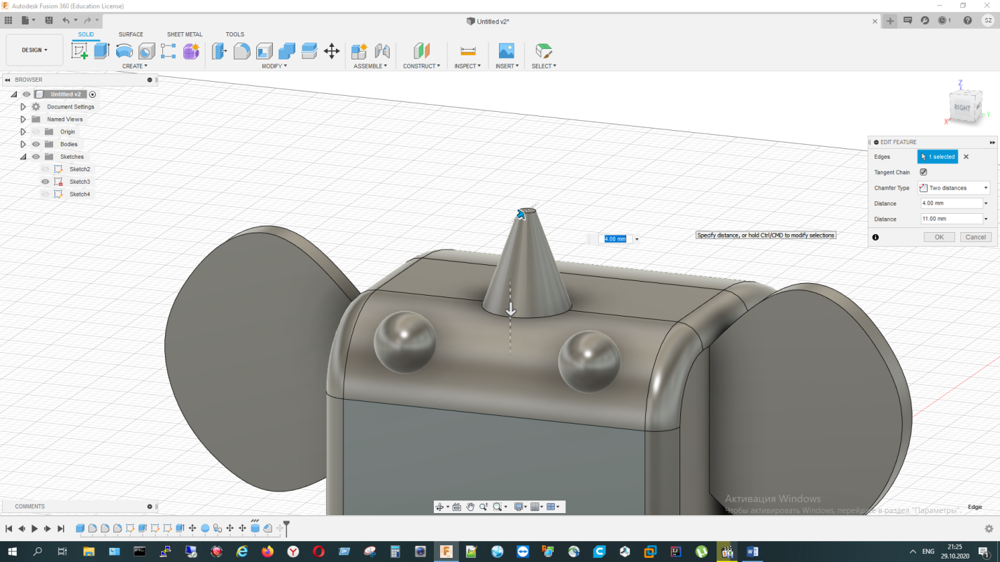 Autodesk Fusion 360 (Education License)
Untitled v2*
1
SZ
SOLID
SURFACE
SHEET METAL
TOOLS
DESIGN
CREATE
MODIFY
ASSEMBLE
CONSTRUCT
INSPECT
INSERT
SELECT
BROWSER
Untitled v2
Document Settings
Named Views
Origin
Bodies
Sketches
Sketch2
Sketch3
Sketch4
Z
RIGHT
Y
X
EDIT FEATURE
Edges
1 selected
Tangent Chain
Chamfer Type
Two distances
Distance
4.00 mm
Distance
11.00 mm
OK
Cancel
4.00 mm
Specify distance, or hold Ctrl/CMD to modify selections
Активация Windows
Чтобы активировать Windows, перейдите в раздел "Параметры".
Edge
COMMENTS
ENG
21:25
29.10.2020